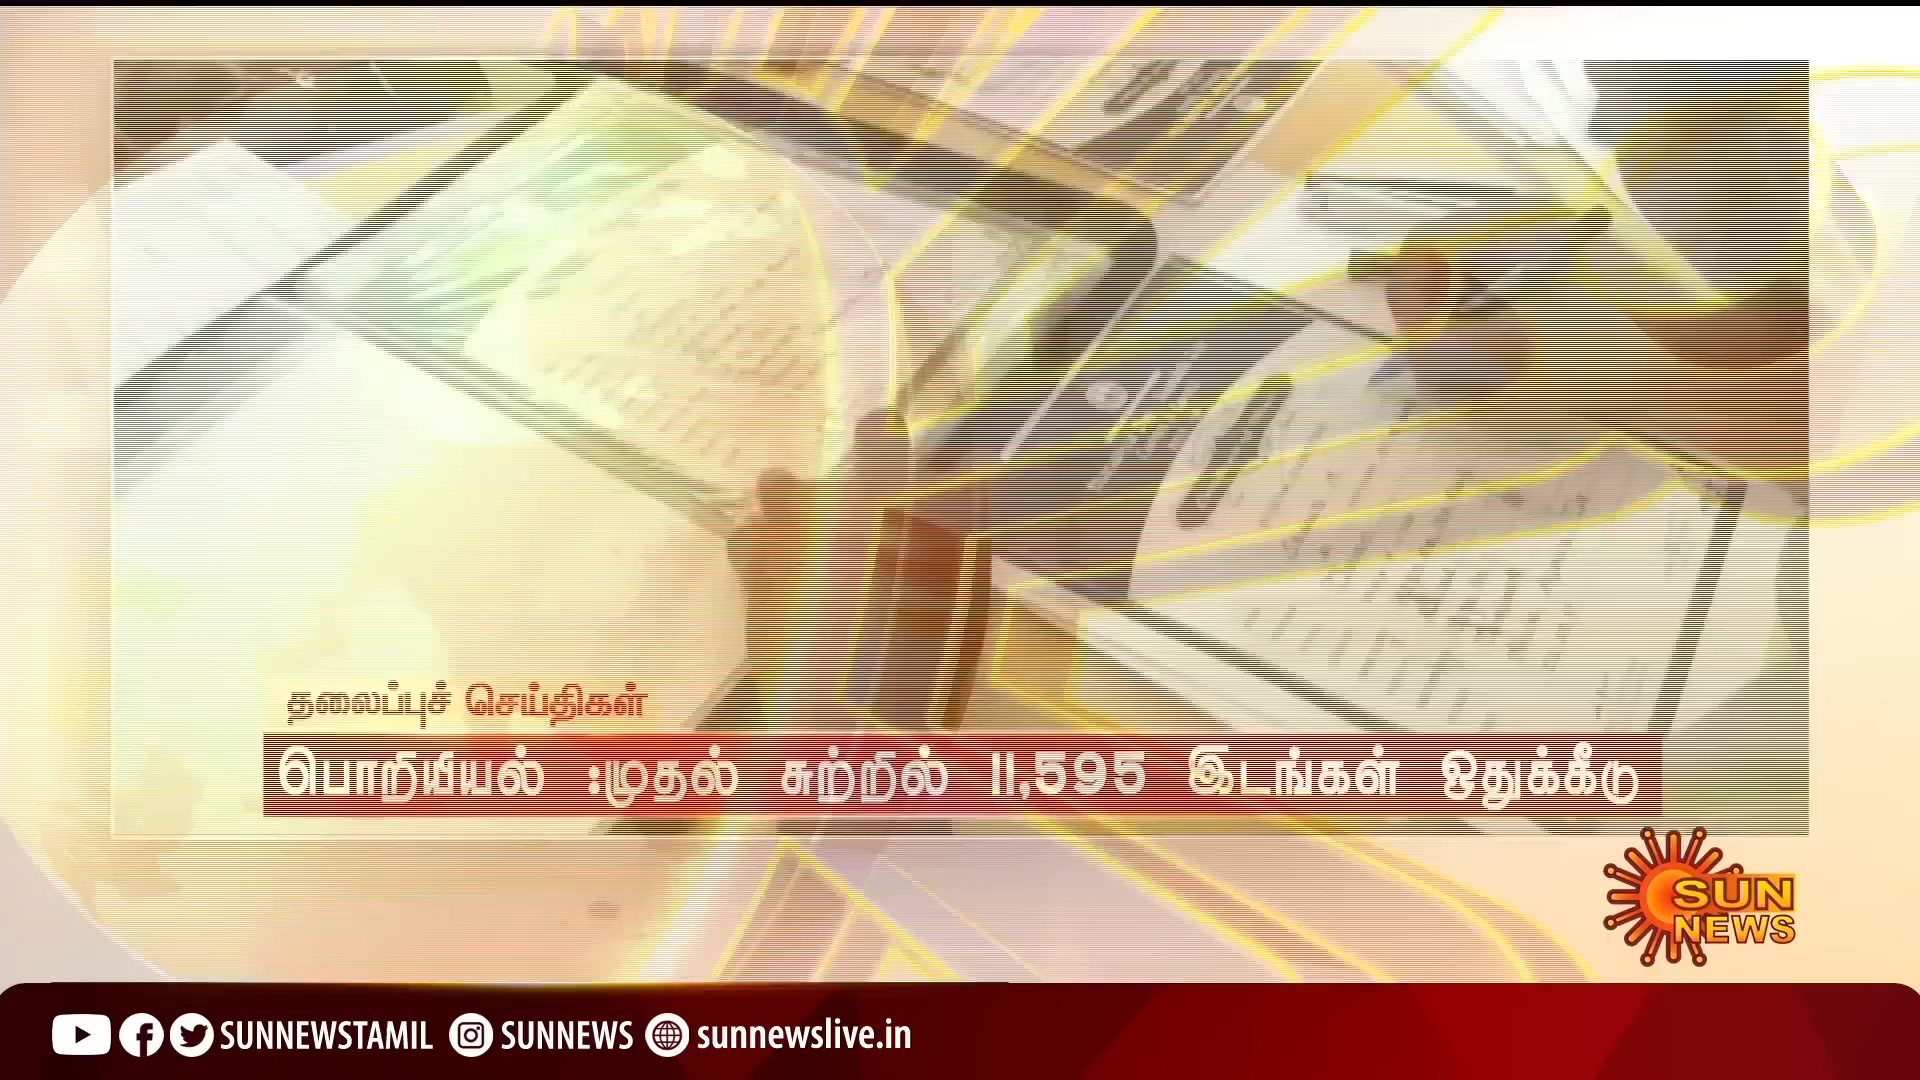 தலைப்புச் செய்திகள்
பொறியியல் :முதல் சுற்றில் 11,595 இடங்கள் ஒதுக்கீடு
SUN
NEWS
SUNNEWSTAMIL SUNNEWS sunnewslive.in